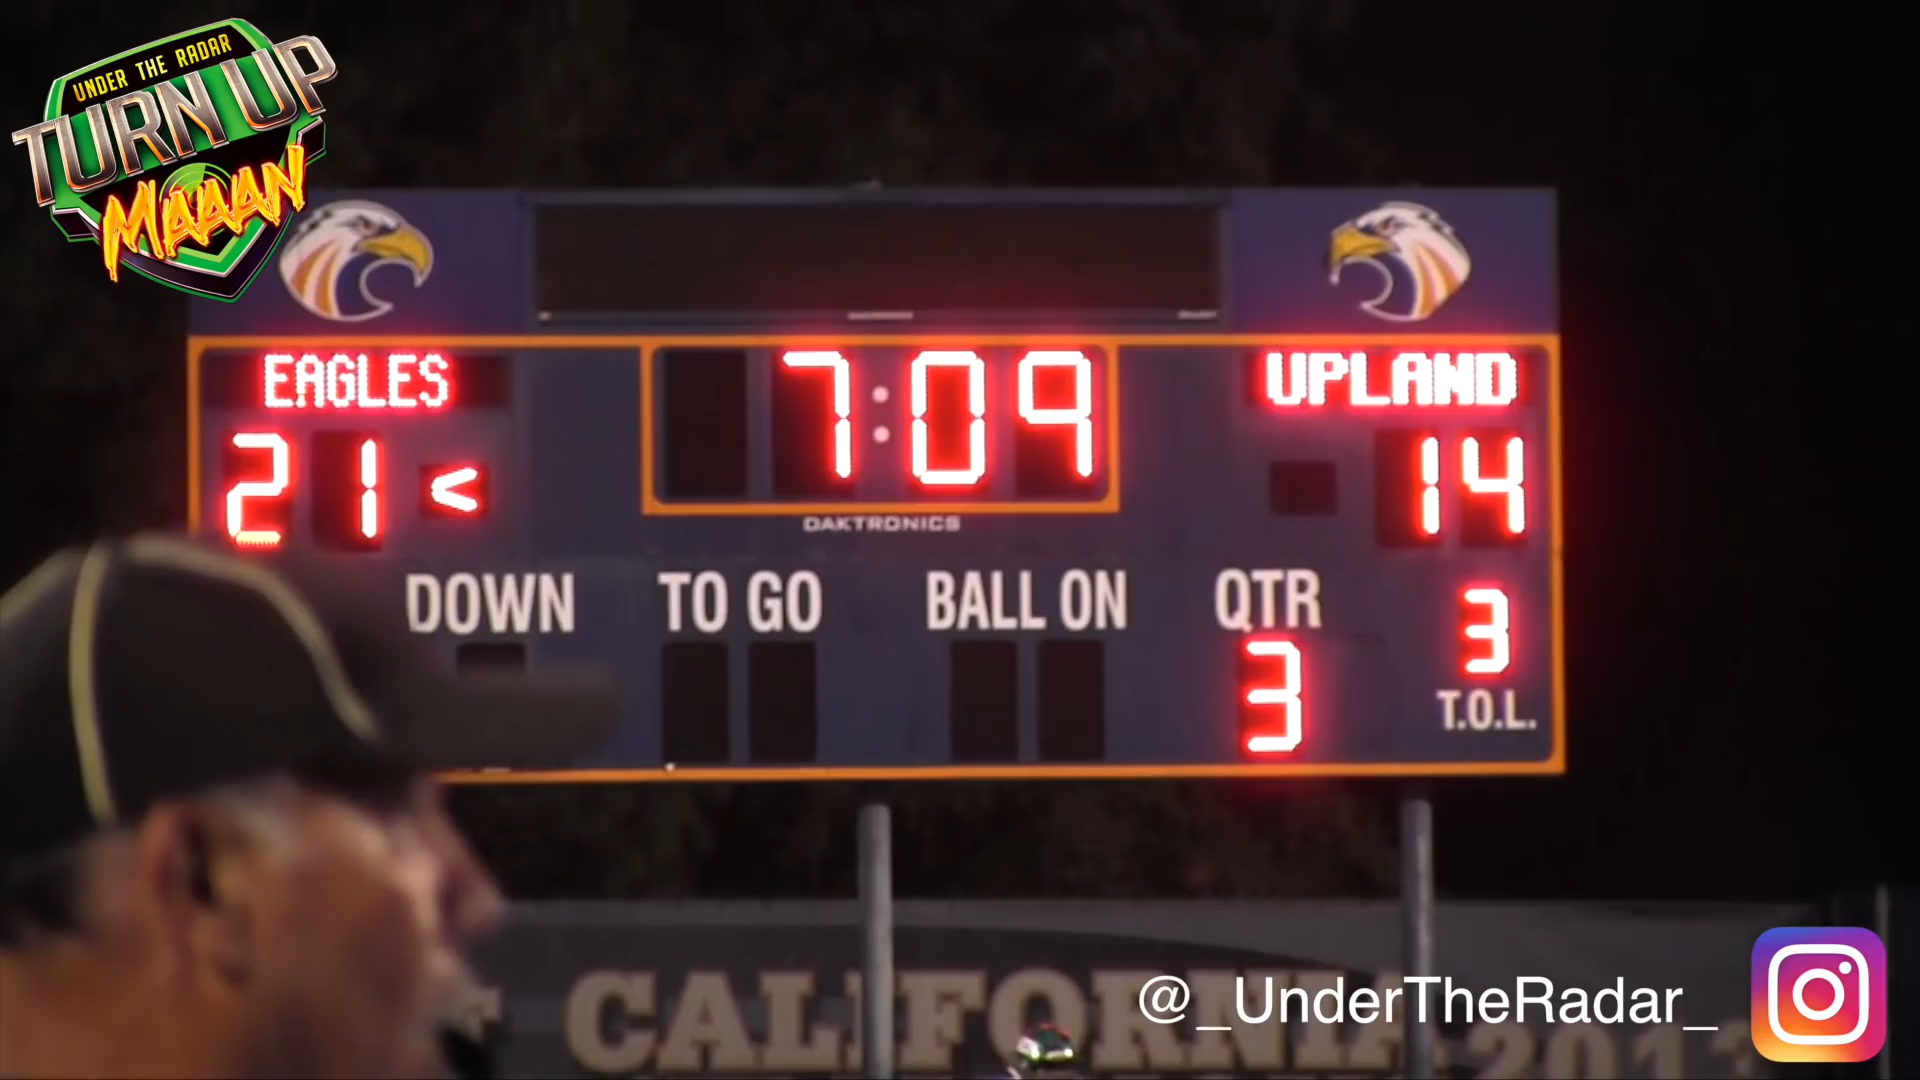 UNDER THE RADAR
TURN UP
MAAAN
EAGLES
7:09
UPLAND
21 <
14
DAKTRONICS
DOWN
TO GO
BALL ON
QTR
3
3
T.O.L.
CALIFORNIA
@_UnderTheRadar_